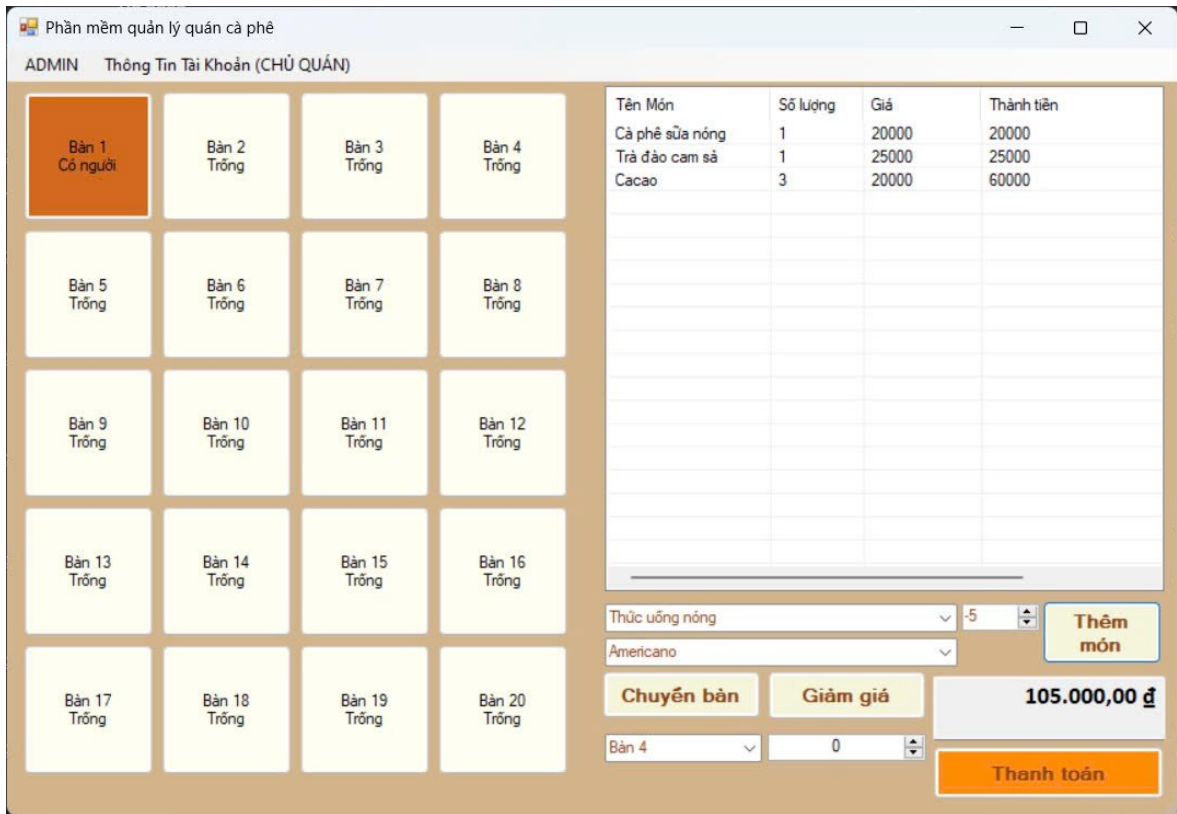 Phần mềm quản lý quán cà phê
ADMIN Thông Tin Tài Khoản (CHỦ QUÁN)
Bàn 1
Có người
Bàn 2
Trống
Bàn 3
Trống
Bàn 4
Trống
Bàn 5
Trống
Bàn 6
Trống
Bàn 7
Trống
Bàn 8
Trống
Bàn 9
Trống
Bàn 10
Trống
Bàn 11
Trống
Bàn 12
Trống
Bàn 13
Trống
Bàn 14
Trống
Bàn 15
Trống
Bàn 16
Trống
Bàn 17
Trống
Bàn 18
Trống
Bàn 19
Trống
Bàn 20
Trống
Tên Món Số lượng Giá Thành tiền
Cà phê sữa nóng 1 20000 20000
Trà đào cam sả 1 25000 25000
Cacao 3 20000 60000
Thức uống nóng -5
Thêm món
Americano
Chuyển bàn Giảm giá 105.000,00 ₫
Bàn 4 0
Thanh toán